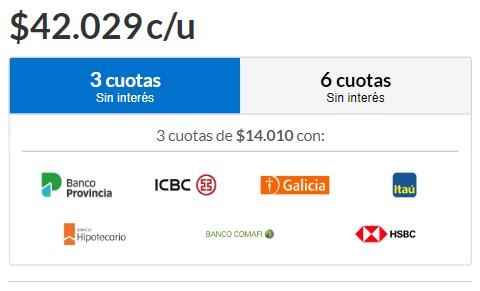 $42.029 c/u
3 cuotas
Sin interés
6 cuotas
Sin interés
3 cuotas de $14.010 con:
Banco
Provincia
ICBC
Galicia
Itaú
BANCO
Hipotecario
BANCO COMAFI
HSBC